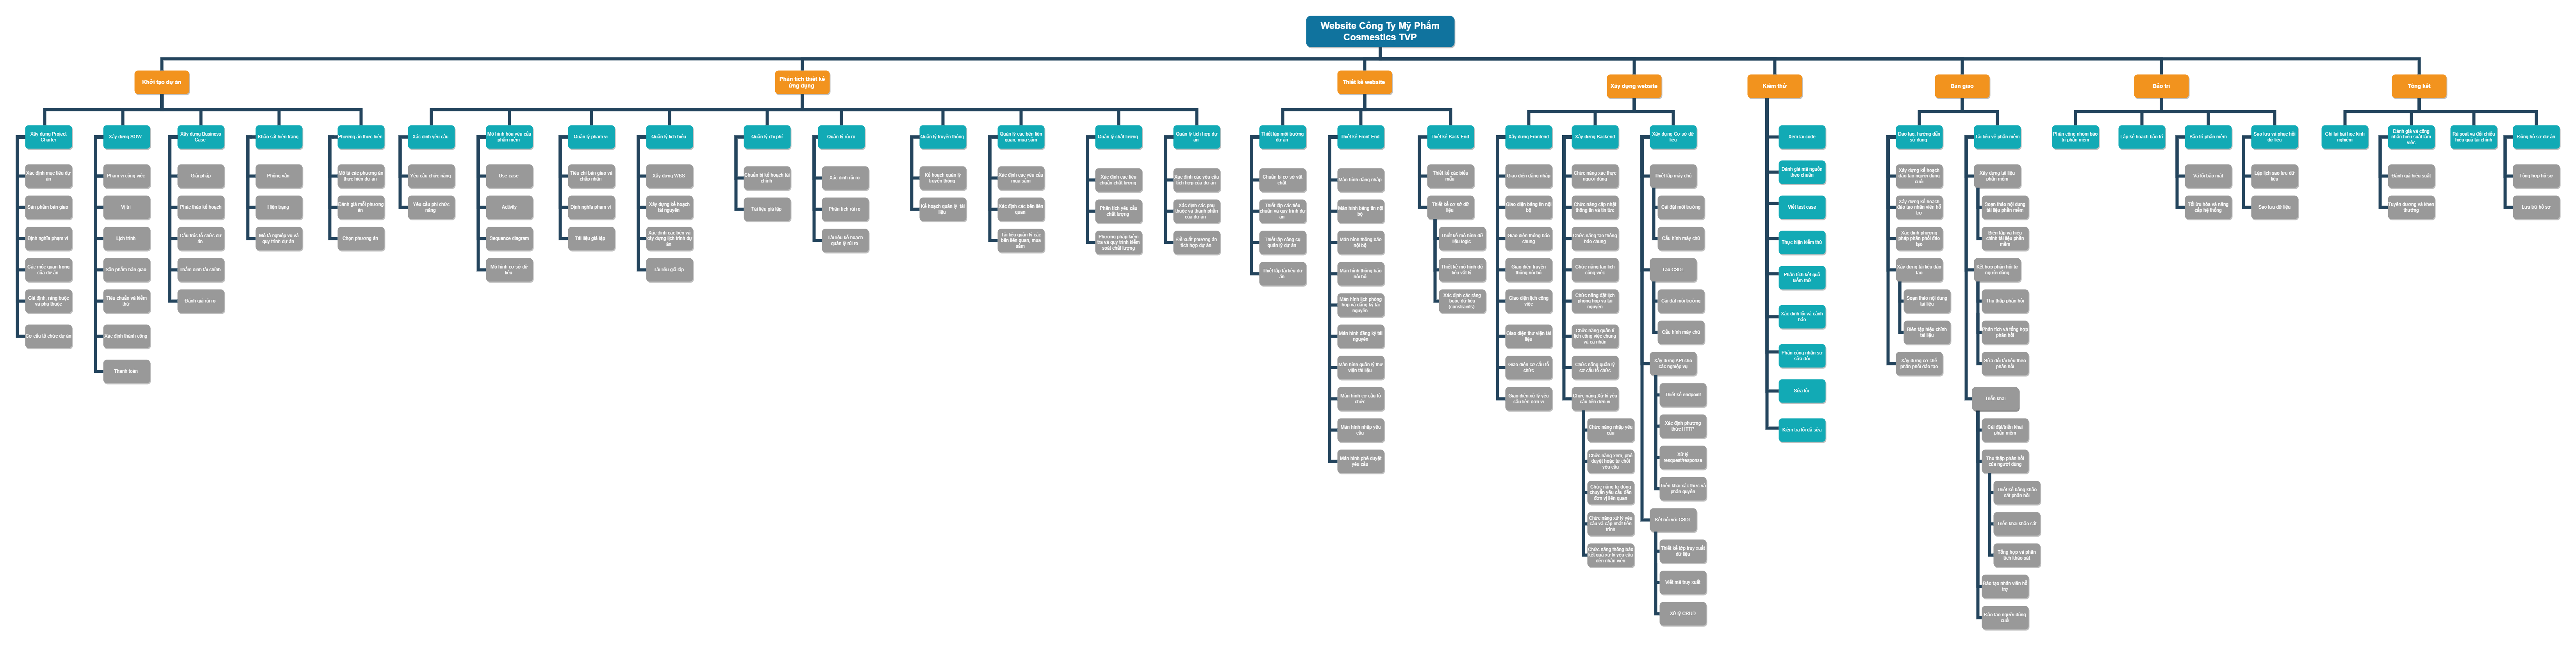 Website Công Ty Mỹ Phẩm
Cosmestics TVP
Khởi tạo dự án
Phân tích thiết kế
ứng dụng
Thiết kế website
Xây dựng website
Kiểm thử
Bàn giao
Bảo trì
Tổng kết
Xây dựng Project
Charter
Xác định mục tiêu dự
án
Sản phẩm bàn giao
Định nghĩa phạm vi
Các mốc quan trọng
của dự án
Giả định, ràng buộc
và phụ thuộc
Cơ cấu tổ chức dự án
Xây dựng SOW
Phạm vi công việc
Vị trí
Lịch trình
Sản phẩm bàn giao
Tiêu chuẩn và kiểm
thử
Xác định thành công
Thanh toán
Xây dựng Business
Case
Giải pháp
Phác thảo kế hoạch
Cấu trúc tổ chức dự
án
Thẩm định tài chính
Đánh giá rủi ro
Khảo sát hiện trạng
Phỏng vấn
Hiện trạng
Mô tả nghiệp vụ và
quy trình dự án
Phương án thực hiện
Mô tả các phương án
thực hiện dự án
Đánh giá mỗi phương
án
Chọn phương án
Xác định yêu cầu
Yêu cầu chức năng
Yêu cầu phi chức
năng
Mô hình hóa yêu cầu
phần mềm
Use-case
Activity
Sequence diagram
Mô hình cơ sở dữ
liệu
Quản lý phạm vi
Tiêu chí bàn giao và
chấp nhận
Định nghĩa phạm vi
Tài liệu giả lập
Quản lý lịch biểu
Xây dựng WBS
Xây dựng kế hoạch
tài nguyên
Xác định các bên và
xây dựng lịch trình dự
án
Tài liệu giả lập
Quản lý chi phí
Chuẩn bị kế hoạch tài
chính
Tài liệu giả lập
Quản lý rủi ro
Xác định rủi ro
Phân tích rủi ro
Tài liệu kế hoạch
quản lý rủi ro
Quản lý truyền thông
Kế hoạch quản lý
truyền thông
Kế hoạch quản lý tài
liệu
Quản lý các bên liên
quan, mua sắm
Xác định các yêu cầu
mua sắm
Xác định các bên liên
quan
Tài liệu quản lý các
bên liên quan, mua
sắm
Quản lý chất lượng
Xác định các tiêu
chuẩn chất lượng
Phân tích yêu cầu
chất lượng
Phương pháp kiểm
tra và quy trình kiểm
soát chất lượng
Quản lý tích hợp dự
án
Xác định các yêu cầu
tích hợp của dự án
Xác định các phụ
thuộc và thành phần
của dự án
Đề xuất phương án
tích hợp dự án
Thiết lập môi trường
dự án
Chuẩn bị cơ sở vật
chất
Thiết lập các tiêu
chuẩn và quy trình dự
án
Thiết lập công cụ
quản lý dự án
Thiết lập tài liệu dự
án
Thiết kế Front-End
Màn hình đăng nhập
Màn hình bảng tin nội
bộ
Màn hình thông báo
nội bộ
Màn hình thông báo
nội bộ
Màn hình lịch phòng
họp và đăng ký tài
nguyên
Màn hình đăng ký tài
nguyên
Màn hình quản lý thư
viện tài liệu
Màn hình cơ cấu tổ
chức
Màn hình nhập yêu
cầu
Màn hình phê duyệt
yêu cầu
Thiết kế Back-End
Thiết kế các biểu
mẫu
Thiết kế cơ sở dữ
liệu
Thiết kế mô hình dữ
liệu logic
Thiết kế mô hình dữ
liệu vật lý
Xác định các ràng
buộc dữ liệu
(constraints)
Xây dựng Frontend
Giao diện đăng nhập
Giao diện bảng tin nội
bộ
Giao diện thông báo
chung
Giao diện truyền
thông nội bộ
Giao diện lịch công
việc
Giao diện thư viện tài
liệu
Giao diện cơ cấu tổ
chức
Giao diện xử lý yêu
cầu liên đơn vị
Xây dựng Backend
Chức năng xác thực
người dùng
Chức năng cập nhật
thông tin và tin tức
Chức năng tạo thông
báo chung
Chức năng tạo lịch
công việc
Chức năng đặt lịch
phòng họp và tài
nguyên
Chức năng quản lí
lịch công việc chung
và cá nhân
Chức năng quản lý
cơ cấu tổ chức
Chức năng Xử lý yêu
cầu liên đơn vị
Chức năng nhập yêu
cầu
Chức năng xem, phê
duyệt hoặc từ chối
yêu cầu
Chức năng tự động
chuyển yêu cầu đến
đơn vị liên quan
Chức năng xử lý yêu
cầu và cập nhật tiến
trình
Chức năng thông báo
kết quả xử lý yêu cầu
đến nhân viên
Xây dựng Cơ sở dữ
liệu
Thiết lập máy chủ
Cài đặt môi trường
Cấu hình máy chủ
Tạo CSDL
Cài đặt môi trường
Cấu hình máy chủ
Xây dựng API cho
các nghiệp vụ
Thiết kế endpoint
Xác định phương
thức HTTP
Xử lý
Triển khai xác thực và
phân quyền
Kết nối với CSDL
Thiết kế lớp truy xuất
dữ liệu
Viết mã truy xuất
Xử lý CRUD
Xem lại code
Đánh giá mã nguồn
theo chuẩn
Viết test case
Thực hiện kiểm thử
Phân tích kết quả
kiểm thử
Xác định lỗi và cảnh
báo
Phân công nhân sự
sửa đổi
Sửa lỗi
Kiểm tra lỗi đã sửa
Đào tạo, hướng dẫn
sử dụng
Xây dựng kế hoạch
đào tạo người dùng
cuối
Xây dựng kế hoạch
đào tạo nhân viên hỗ
trợ
Xác định phương
pháp phân phối đào
tạo
Xây dựng tài liệu đào
tạo
Soạn thảo nội dung
tài liệu
Biên tập hiệu chỉnh
tài liệu
Xây dựng cơ chế
phân phối đào tạo
Tài liệu về phần mềm
Xây dựng tài liệu
phần mềm
Soạn thảo nội dung
tài liệu phần mềm
Biên tập và hiệu
chỉnh tài liệu phần
mềm
Kết hợp phản hồi từ
người dùng
Thu thập phản hồi
Phân tích và tổng hợp
phản hồi
Sửa đổi tài liệu theo
phản hồi
Triển khai
Cài đặt/triển khai
phần mềm
Thu thập phản hồi
của người dùng
Thiết kế bảng khảo
sát phản hồi
Triển khai khảo sát
Tổng hợp và phân
tích khảo sát
Đào tạo nhân viên hỗ
trợ
Đào tạo người dùng
cuối
Phân công nhóm bảo
trì phần mềm
Lập kế hoạch bảo trì
Bảo trì phần mềm
Vá lỗi bảo mật
Tối ưu hóa và nâng
cấp hệ thống
Sao lưu và phục hồi
dữ liệu
Lập lịch sao lưu dữ
liệu
Sao lưu dữ liệu
Ghi lại bài học kinh
nghiệm
Đánh giá và công
nhận hiệu suất làm
việc
Đánh giá hiệu suất
Tuyên dương và khen
thưởng
Rà soát và đối chiếu
hiệu quả tài chính
Đóng hồ sơ dự án
Tổng hợp hồ sơ
Lưu trữ hồ sơ